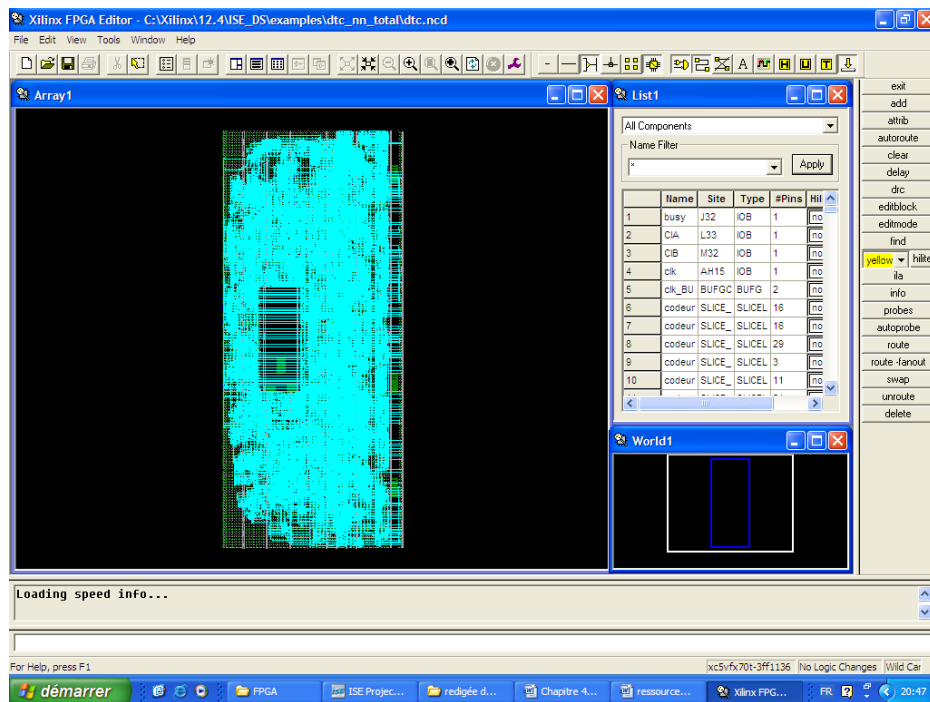 Xilinx FPGA Editor - C:\Xilinx\12.4\ISE_DS\examples\dtc_nn_total\dtc.ncd
File Edit View Tools Window Help
Array1
List1
All Components
Name Filter
*
Apply
Name Site Type #Pins Hil
1 busy J32 IOB 1 no
2 CIA L33 IOB 1 no
3 CIB M32 IOB 1 no
4 clk AH15 IOB 1 no
5 clk_BU BUFGC BUFG 2 no
6 codeur SLICE_ SLICEL 16 no
7 codeur SLICE_ SLICEL 16 no
8 codeur SLICE_ SLICEL 29 no
9 codeur SLICE_ SLICEL 3 no
10 codeur SLICE_ SLICEL 11 no
World1
exit
add
attrib
autoroute
clear
delay
drc
editblock
editmode
find
yellow hilite
ila
info
probes
autoprobe
route
route -fanout
swap
unroute
delete
Loading speed info...
For Help, press F1
xc5vfx70t-3ff1136 No Logic Changes Wild Car
démarrer FPGA ISE Projec... redigée d... Chapitre 4... ressource... Xilinx FPG... FR 20:47